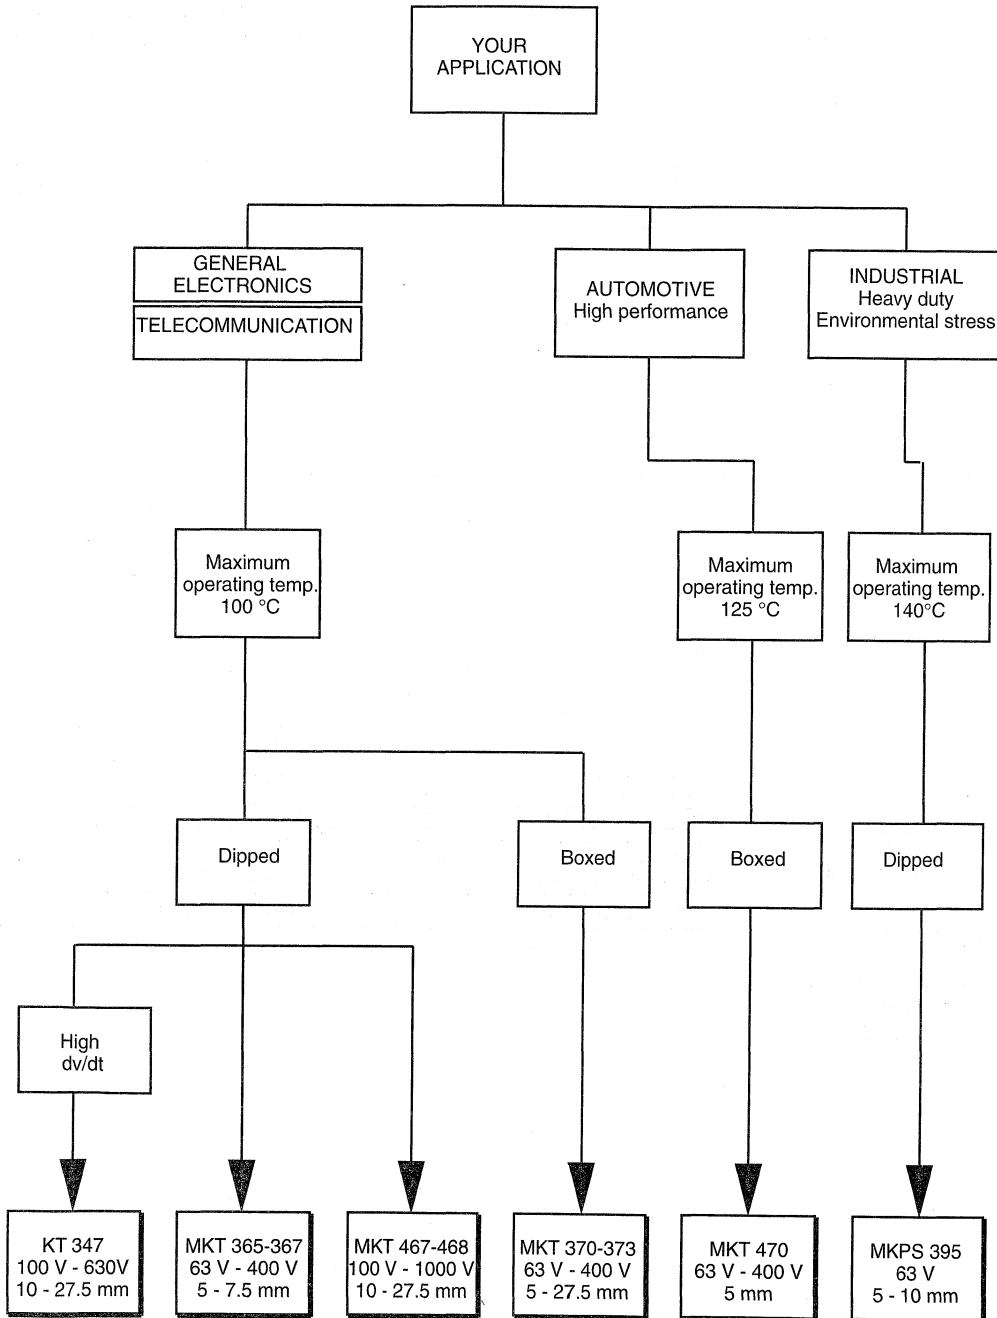 YOUR
APPLICATION
GENERAL
ELECTRONICS
TELECOMMUNICATION
AUTOMOTIVE
High performance
INDUSTRIAL
Heavy duty
Environmental stress
Maximum
operating temp.
100 °C
Maximum
operating temp.
125 °C
Maximum
operating temp.
140°C
Dipped
Boxed
Boxed
Dipped
High
dv/dt
KT 347
100 V - 630V
10 - 27.5 mm
MKT 365-367
63 V - 400 V
5 - 7.5 mm
MKT 467-468
100 V - 1000 V
10 - 27.5 mm
MKT 370-373
63 V - 400 V
5 - 27.5 mm
MKT 470
63 V - 400 V
5 mm
MKPS 395
63 V
5 - 10 mm